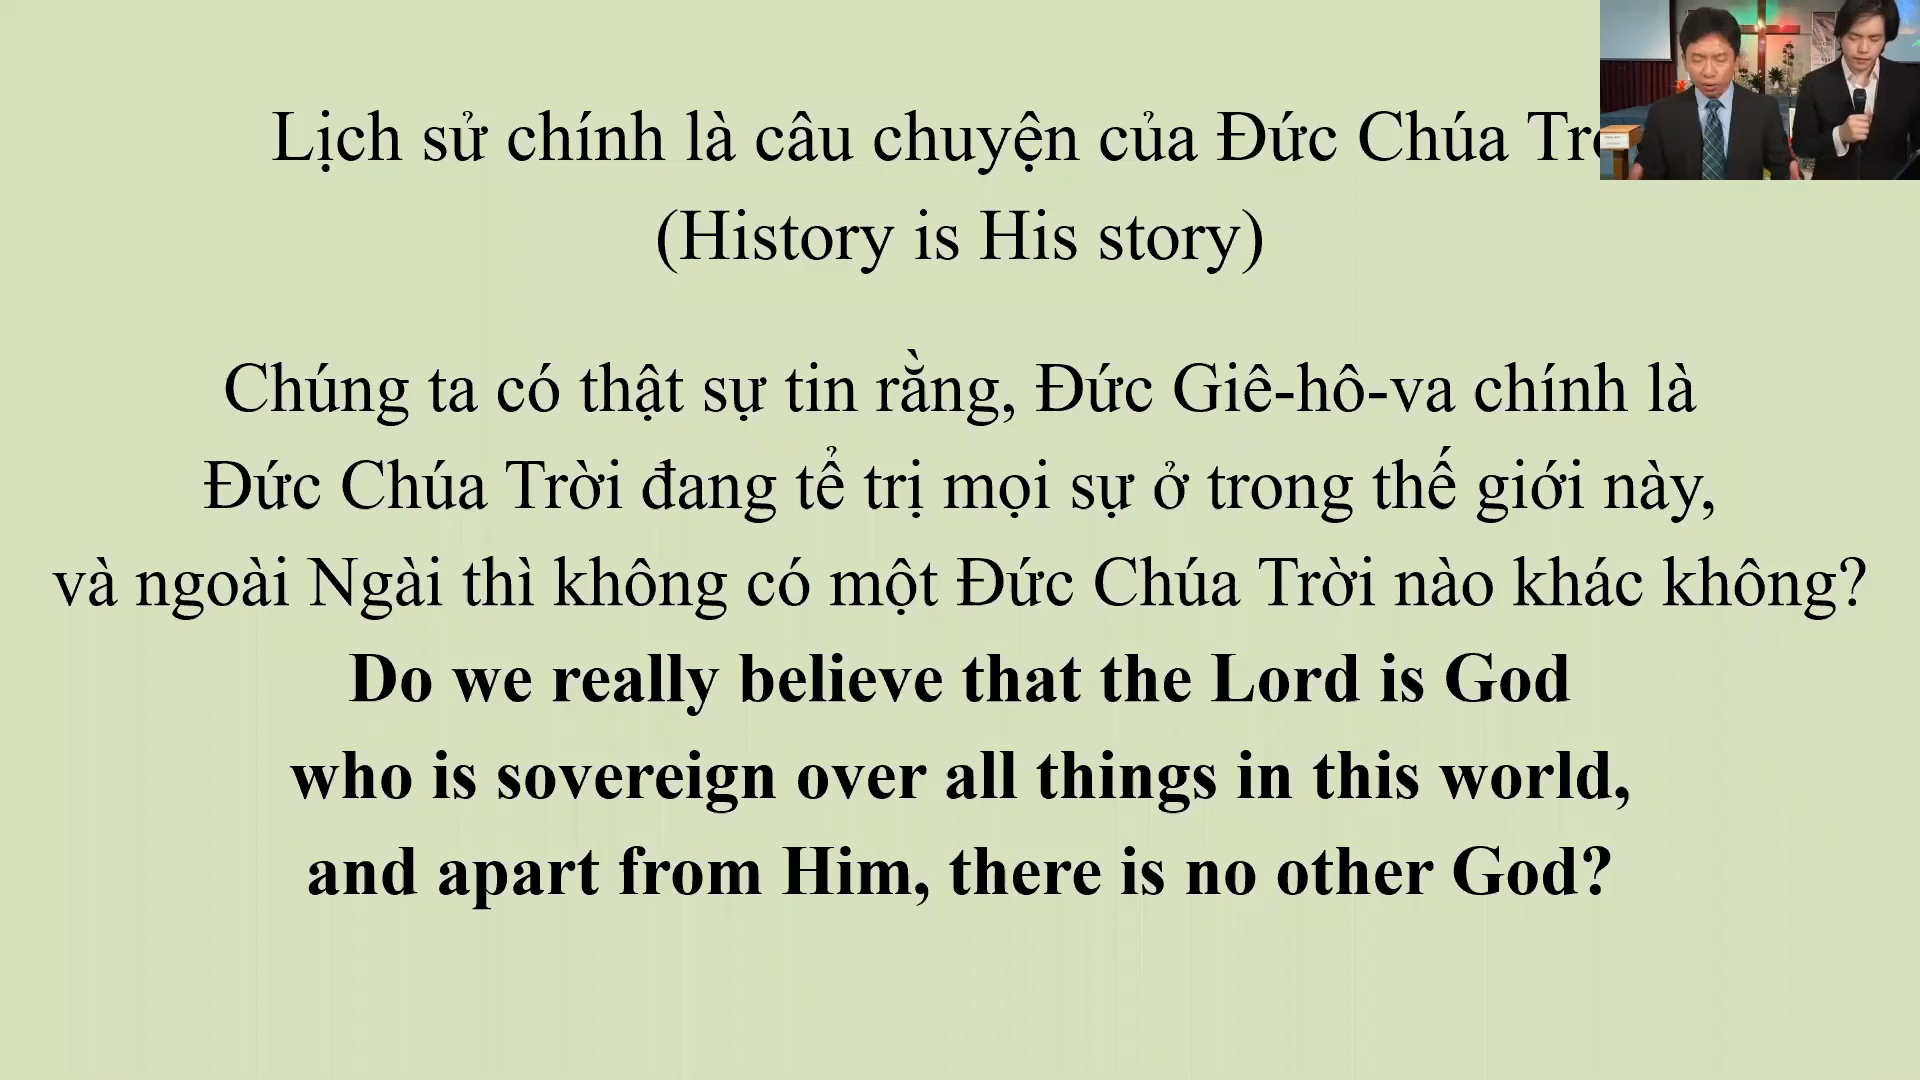 Lịch sử chính là câu chuyện của Đức Chúa
(History is His story)
Chúng ta có thật sự tin rằng, Đức Giê-hô-va chính là
Đức Chúa Trời đang tể trị mọi sự ở trong thế giới này,
và ngoài Ngài thì không có một Đức Chúa Trời nào khác không?
Do we really believe that the Lord is God
who is sovereign over all things in this world,
and apart from Him, there is no other God?